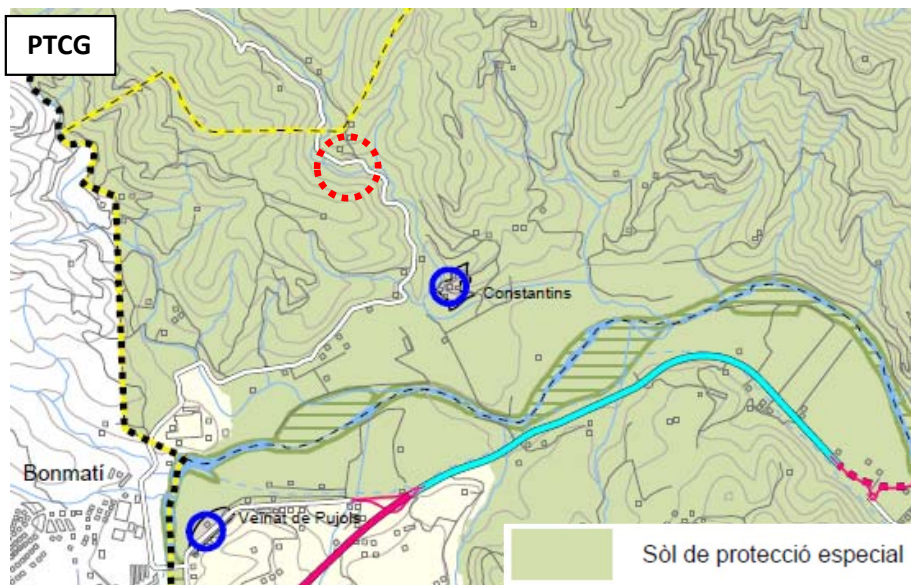 PTCG
Constantins
Bonmatí
Veïnat de Pujols
Sòl de protecció especial